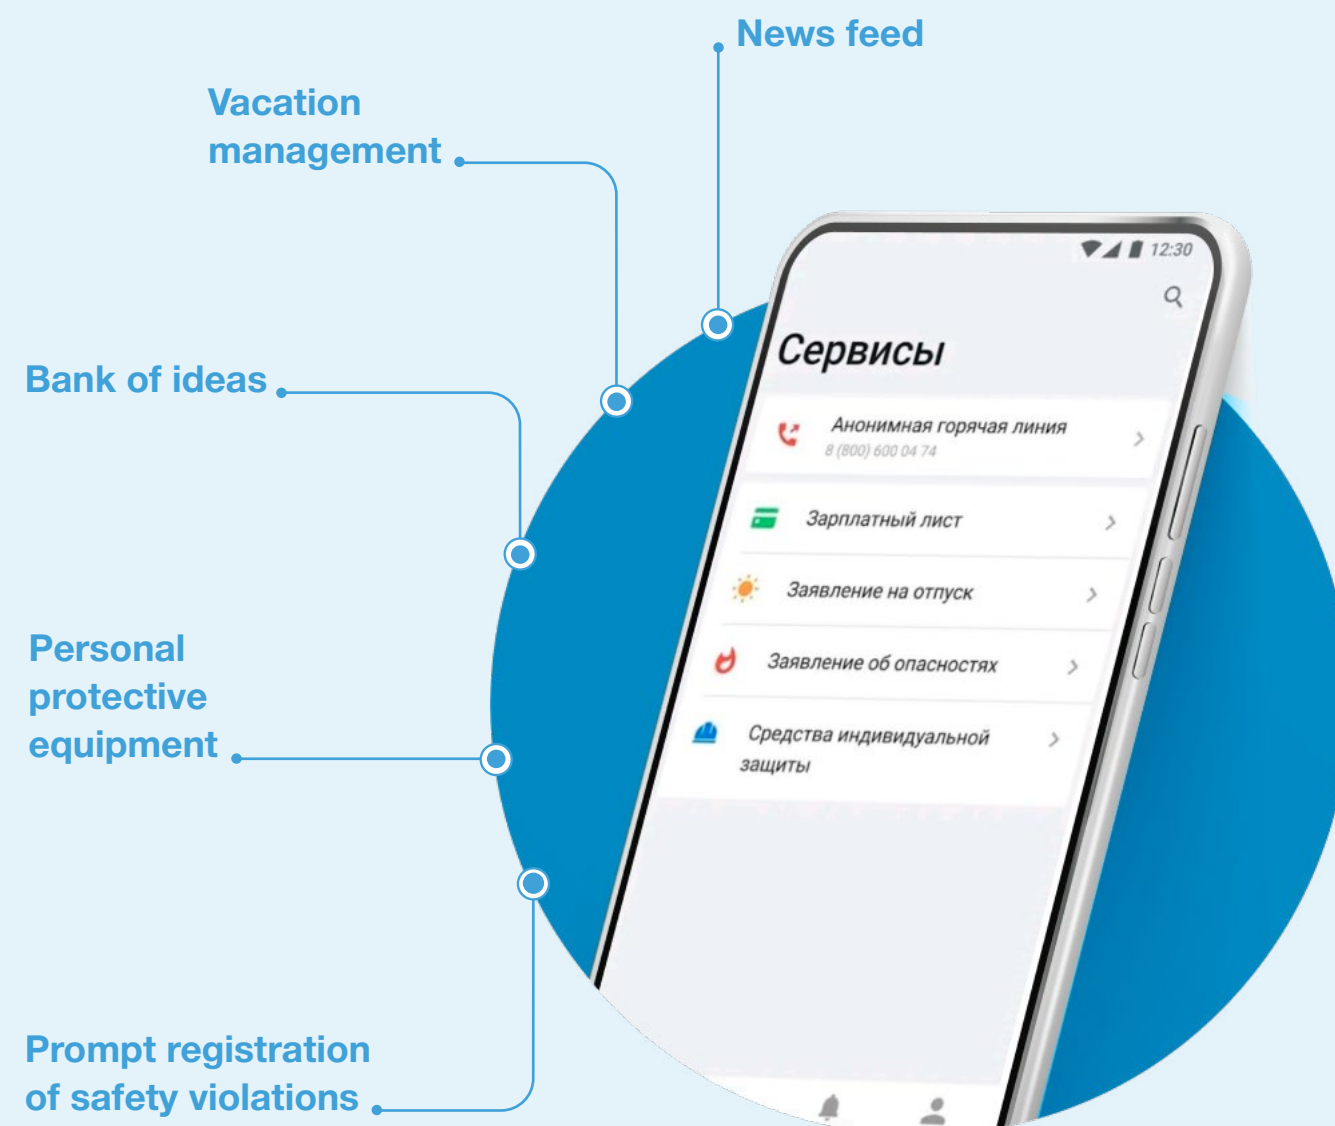 News feed
Vacation
management
Bank of ideas
Personal
protective
equipment
Prompt registration
of safety violations
12:30
Сервисы
Анонимная горячая линия
8 (800) 600 04 74
Зарплатный лист
Заявление на отпуск
Заявление об опасностях
Средства индивидуальной
защиты